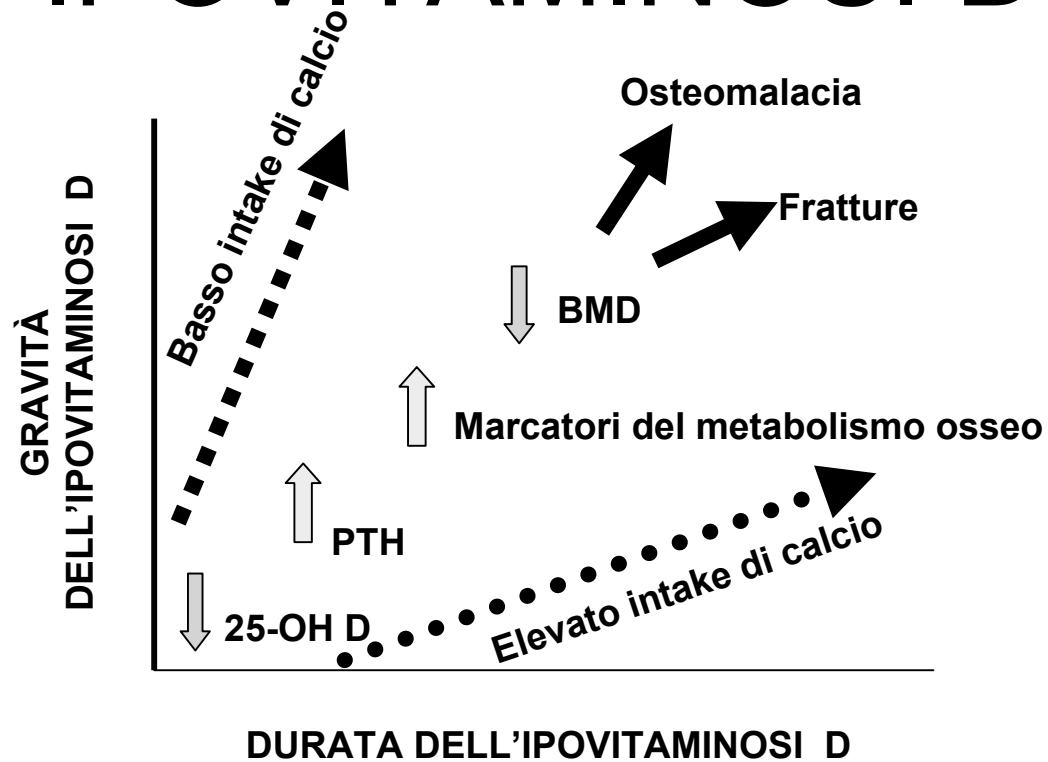 IPOVITAMINOSI D
Basso intake di calcio
Osteomalacia
Fratture
BMD
Marcatori del metabolismo osseo
PTH
25-OH D
Elevato intake di calcio
GRAVITÀ
DELL'IPOVITAMINOSI D
DURATA DELL'IPOVITAMINOSI D